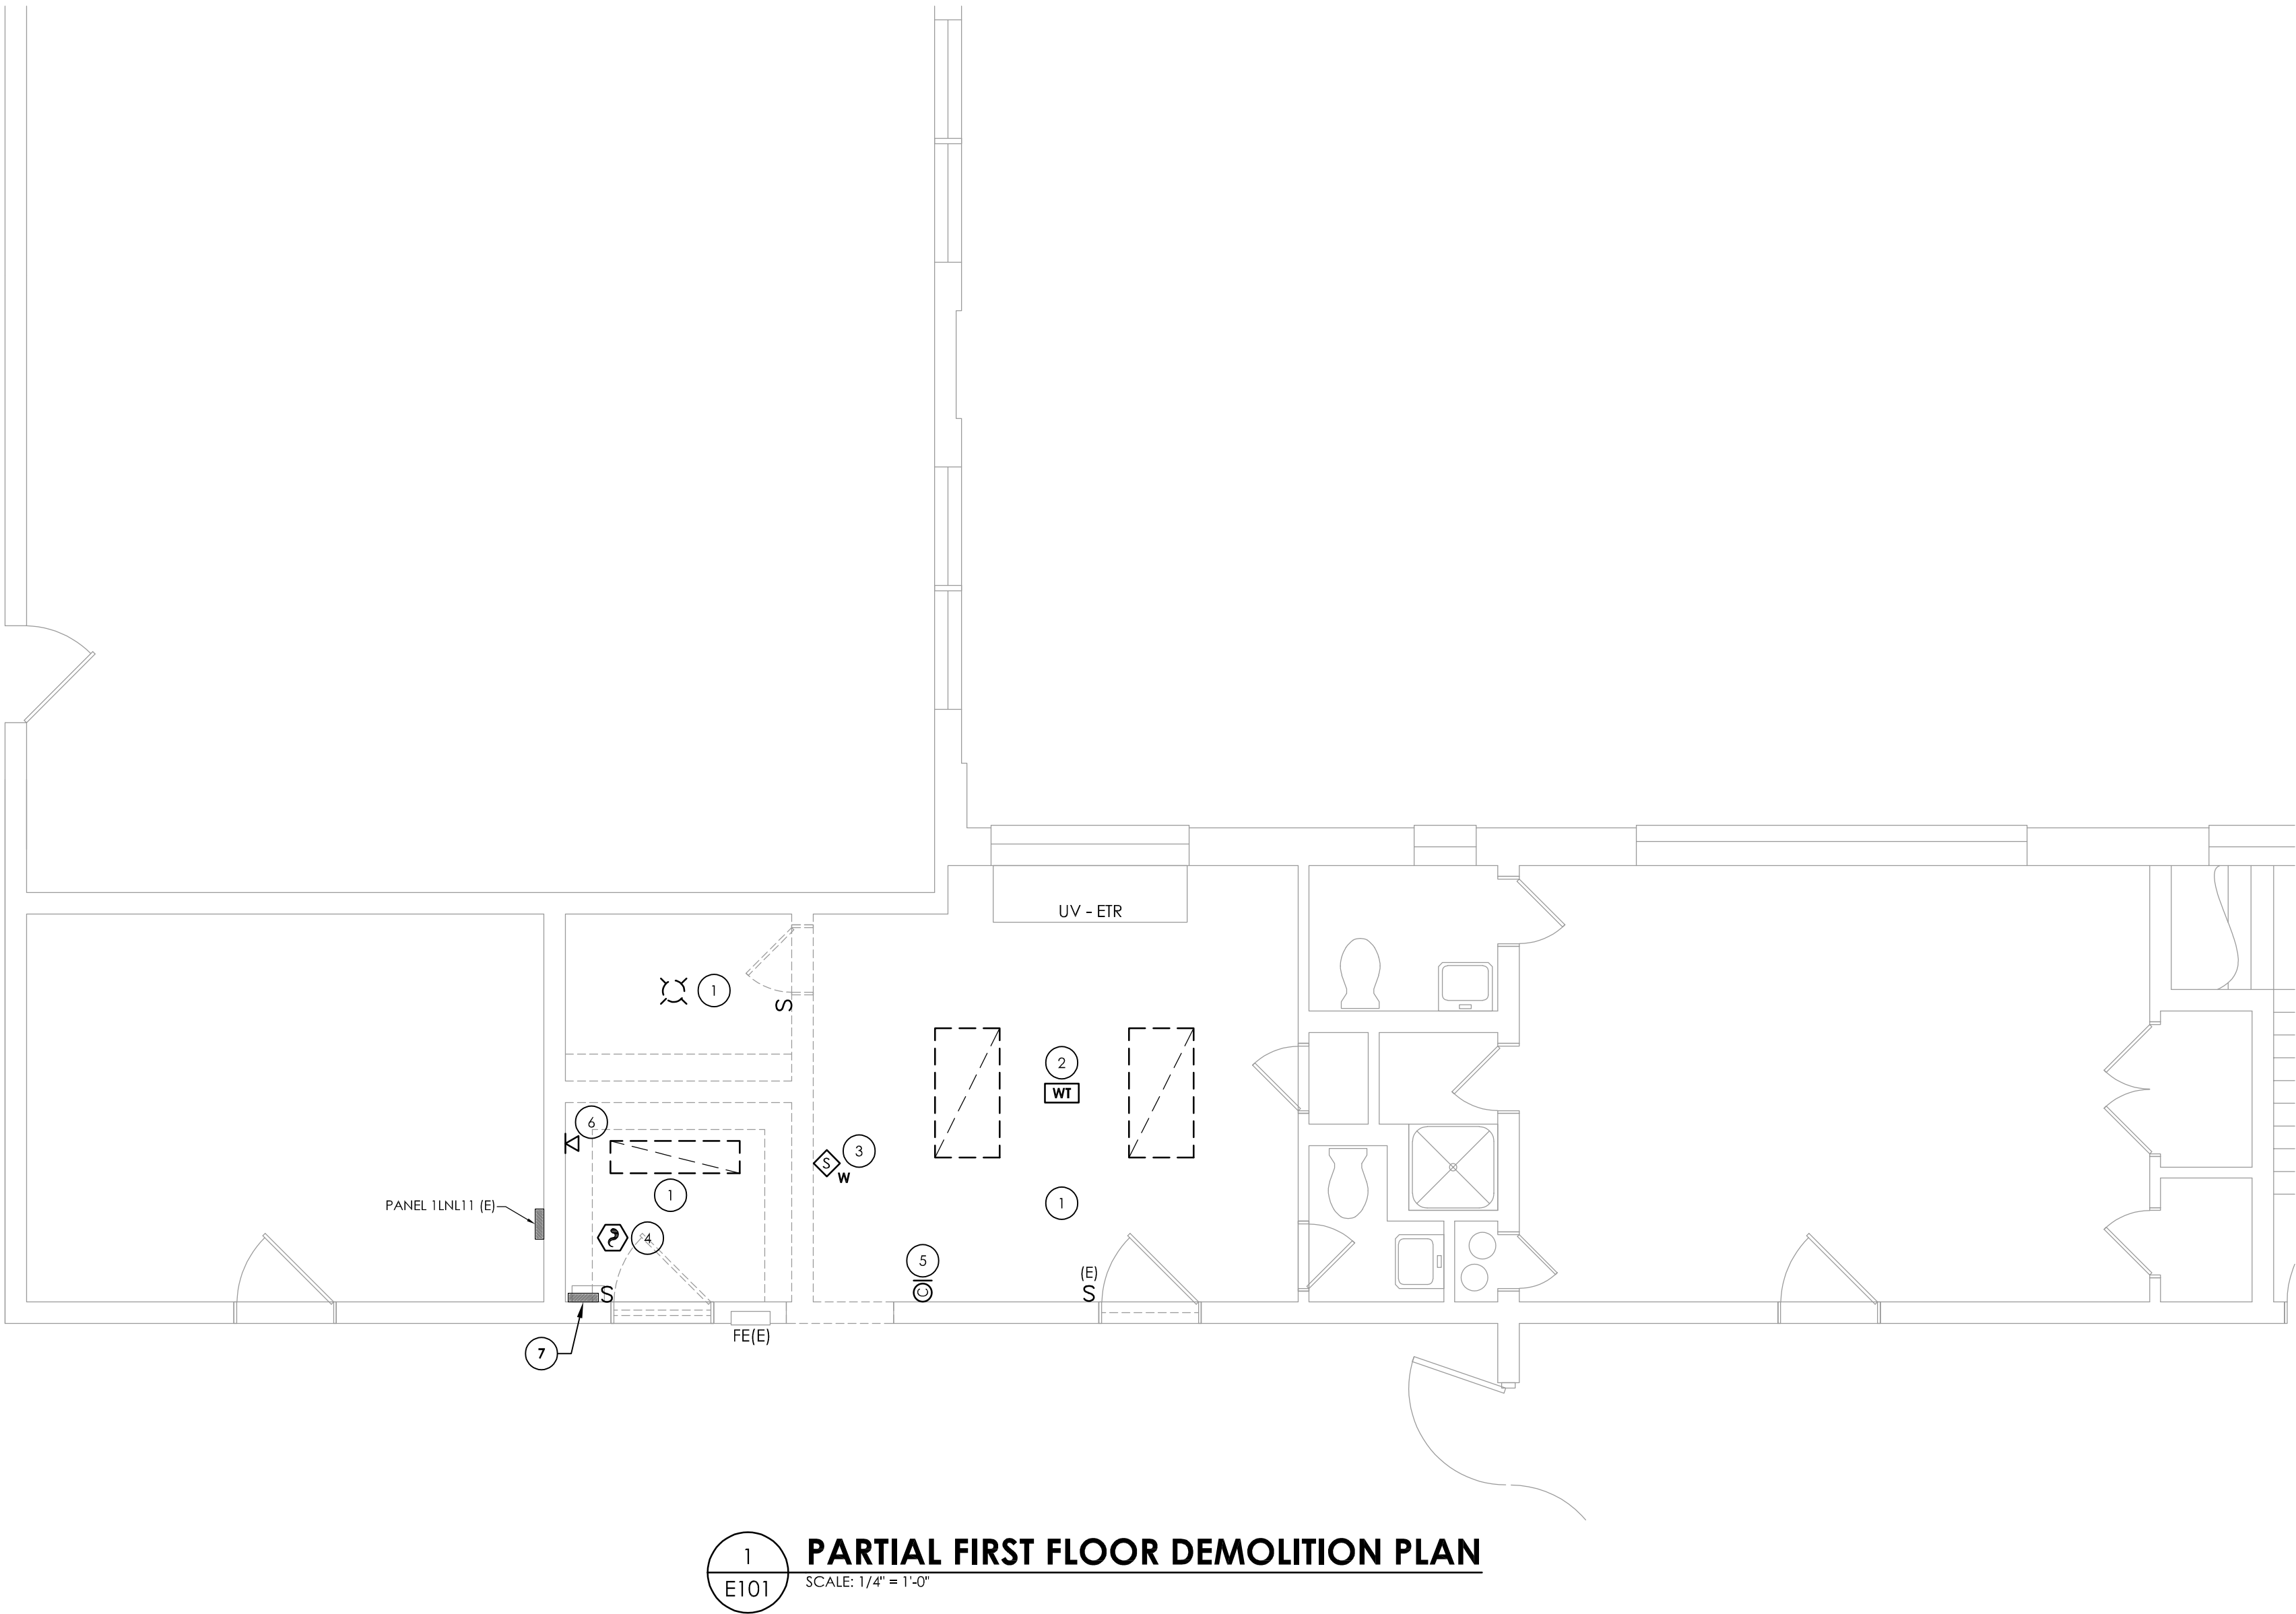 UV - ETR
1
S
2
WT
6
3
S
W
1
1
PANEL 1LNL11 (E)
4
5
C
(E)
S
S
FE(E)
7
1
E101
PARTIAL FIRST FLOOR DEMOLITION PLAN
SCALE: 1/4" = 1'-0"